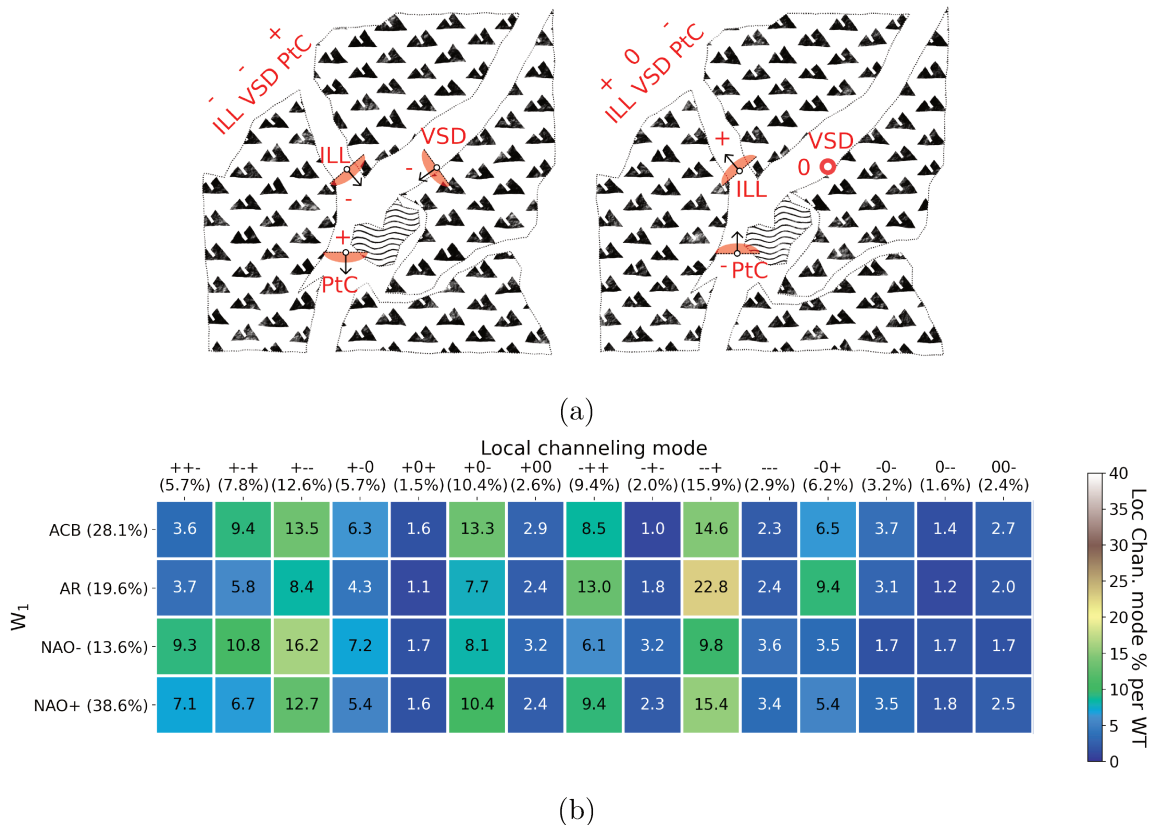 - - +
ILL VSD PtC
ILL
-
VSD
-
+
PtC
+ 0 -
ILL VSD PtC
+
ILL
VSD
0
- PtC
(a)
Local channeling mode
++- +-+ +-- +-0 +0+ +0- +00 -++ -+- --+ --- -0+ -0- 0-- 00-
(5.7%) (7.8%) (12.6%) (5.7%) (1.5%) (10.4%) (2.6%) (9.4%) (2.0%) (15.9%) (2.9%) (6.2%) (3.2%) (1.6%) (2.4%)
W1
ACB (28.1%) 3.6 9.4 13.5 6.3 1.6 13.3 2.9 8.5 1.0 14.6 2.3 6.5 3.7 1.4 2.7
AR (19.6%) 3.7 5.8 8.4 4.3 1.1 7.7 2.4 13.0 1.8 22.8 2.4 9.4 3.1 1.2 2.0
NAO- (13.6%) 9.3 10.8 16.2 7.2 1.7 8.1 3.2 6.1 3.2 9.8 3.6 3.5 1.7 1.7 1.7
NAO+ (38.6%) 7.1 6.7 12.7 5.4 1.6 10.4 2.4 9.4 2.3 15.4 3.4 5.4 3.5 1.8 2.5
40
35
30
25
20
15
10
5
0
Loc Chan. mode % per WT
(b)